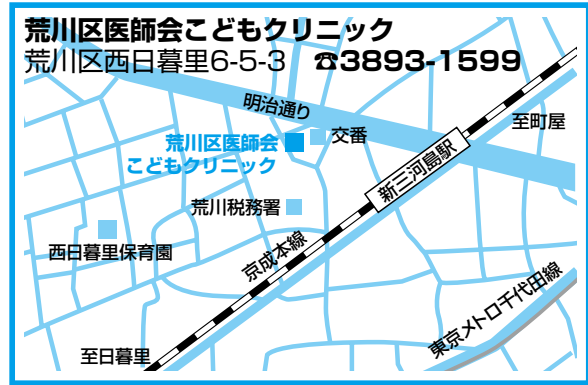 荒川区医師会こどもクリニック
荒川区西日暮里6-5-3 ☎3893-1599
明治通り
至町屋
荒川区医師会
こどもクリニック
交番
新三河島駅
荒川税務署
西日暮里保育園
京成本線
東京メトロ千代田線
至日暮里